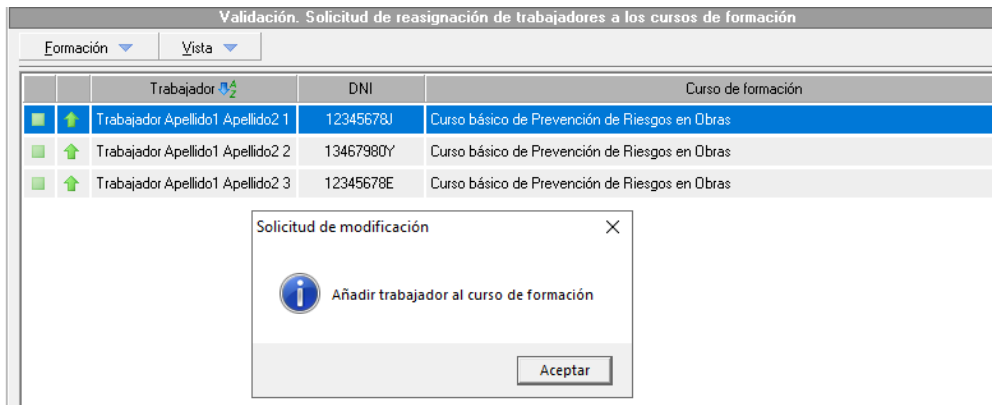 Validación. Solicitud de reasignación de trabajadores a los cursos de formación
Formación Vista
Trabajador DNI Curso de formación
Trabajador Apellido1 Apellido2 1 12345678J Curso básico de Prevención de Riesgos en Obras
Trabajador Apellido1 Apellido2 2 13467980Y Curso básico de Prevención de Riesgos en Obras
Trabajador Apellido1 Apellido2 3 12345678E Curso básico de Prevención de Riesgos en Obras
Solicitud de modificación
Añadir trabajador al curso de formación
Aceptar